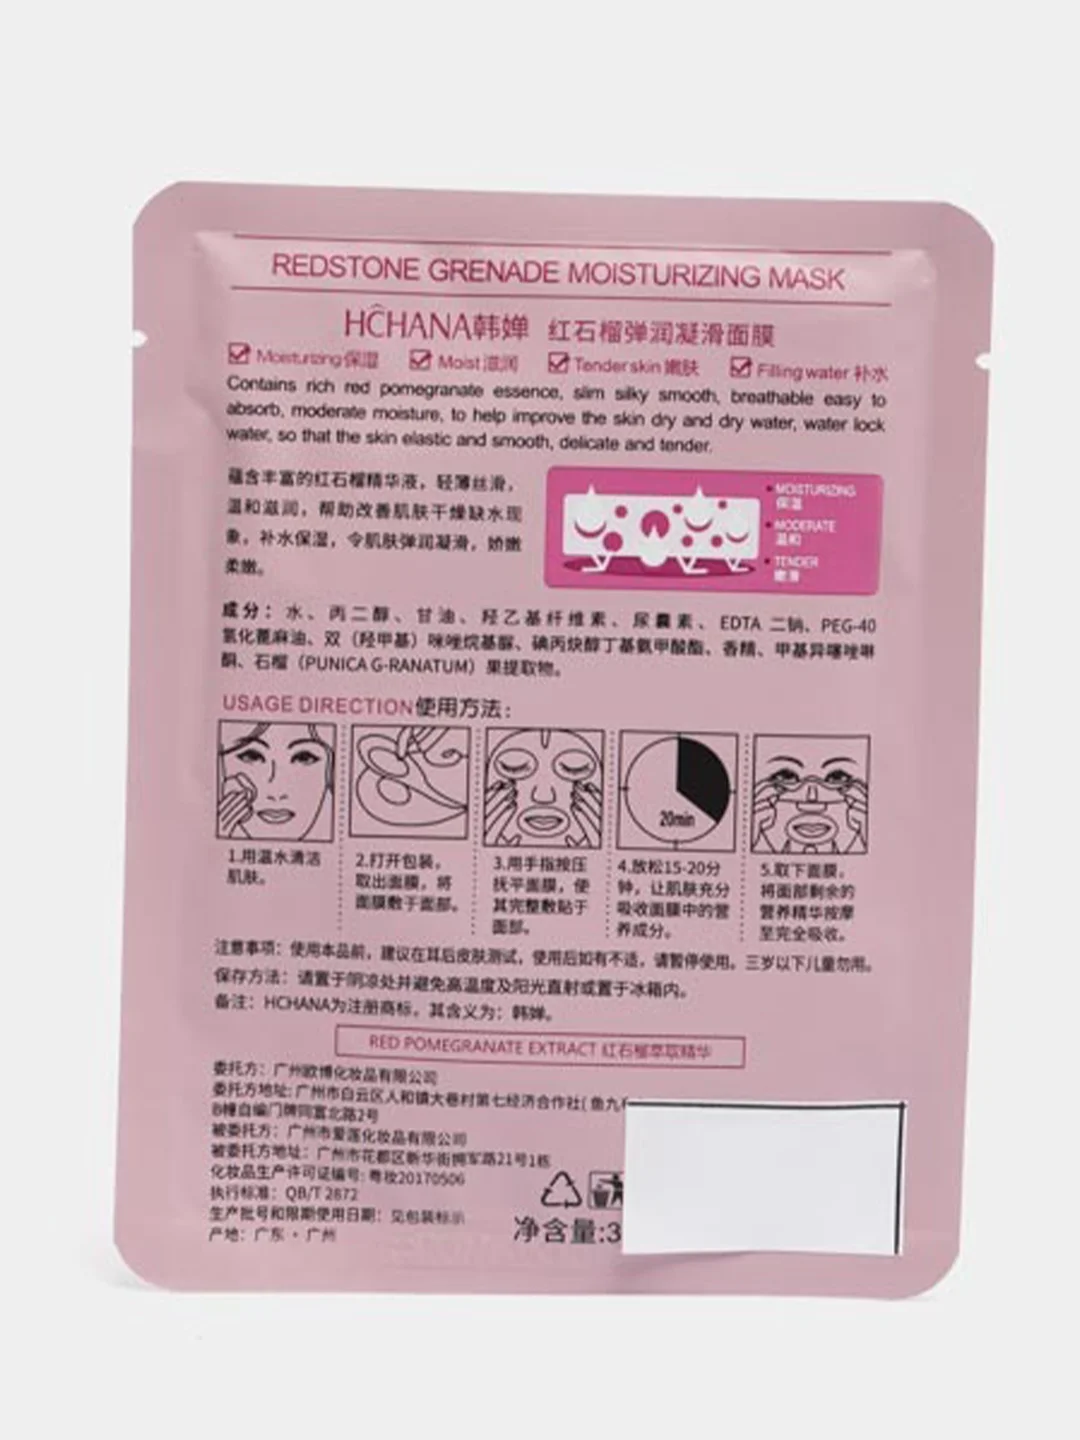 REDSTONE GRENADE MOISTURIZING MASK
HĈHANA韩婵 红石榴弹润凝滑面膜
Moisturizing 保湿 Moist 滋润 Tender skin 嫩肤 Filling water 补水
Contains rich red pomegranate essence, slim silky smooth, breathable easy to
absorb, moderate moisture, to help improve the skin dry and dry water, water lock
water, so that the skin elastic and smooth, delicate and tender.
蕴含丰富的红石榴精华液，轻薄丝滑，
温和滋润，帮助改善肌肤干燥缺水现
象。补水保湿，令肌肤弹润凝滑，娇嫩
柔嫩。
MOISTURIZING
保湿
MODERATE
温和
TENDER
嫩滑
成分：水、丙二醇、甘油、羟乙基纤维素、尿囊素、EDTA 二钠、PEG-40
氢化蓖麻油、双（羟甲基）咪唑烷基脲、碘丙炔醇丁基氨甲酸酯、香精、甲基异噻唑啉
酮、石榴（PUNICA G-RANATUM）果提取物。
USAGE DIRECTION使用方法：
20min
1.用温水清洁
肌肤。
2.打开包装，
取出面膜，将
面膜敷于面部。
3.用手指按压
抚平面膜，使
其完整敷贴于
面部。
4.放松15-20分
钟，让肌肤充分
吸收面膜中的营
养成分。
5.取下面膜，
将面部剩余的
营养精华按摩
至完全吸收。
注意事项：使用本品前，建议在耳后皮肤测试，使用后如有不适，请暂停使用。三岁以下儿童勿用。
保存方法：请置于阴凉处并避免高温度及阳光直射或置于冰箱内。
备注：HCHANA为注册商标，其含义为：韩婵。
RED POMEGRANATE EXTRACT 红石榴萃取精华
委托方：广州欧博化妆品有限公司
委托方地址：广州市白云区人和镇大巷村第七经济合作社(鱼九
B幢自编门牌同富北路2号
被委托方：广州市爱莲化妆品有限公司
被委托方地址：广州市花都区新华街拥军路21号1栋
化妆品生产许可证编号：粤妆20170506
执行标准：QB/T 2872
生产批号和限期使用日期：见包装标示
产地：广东·广州
净含量:3